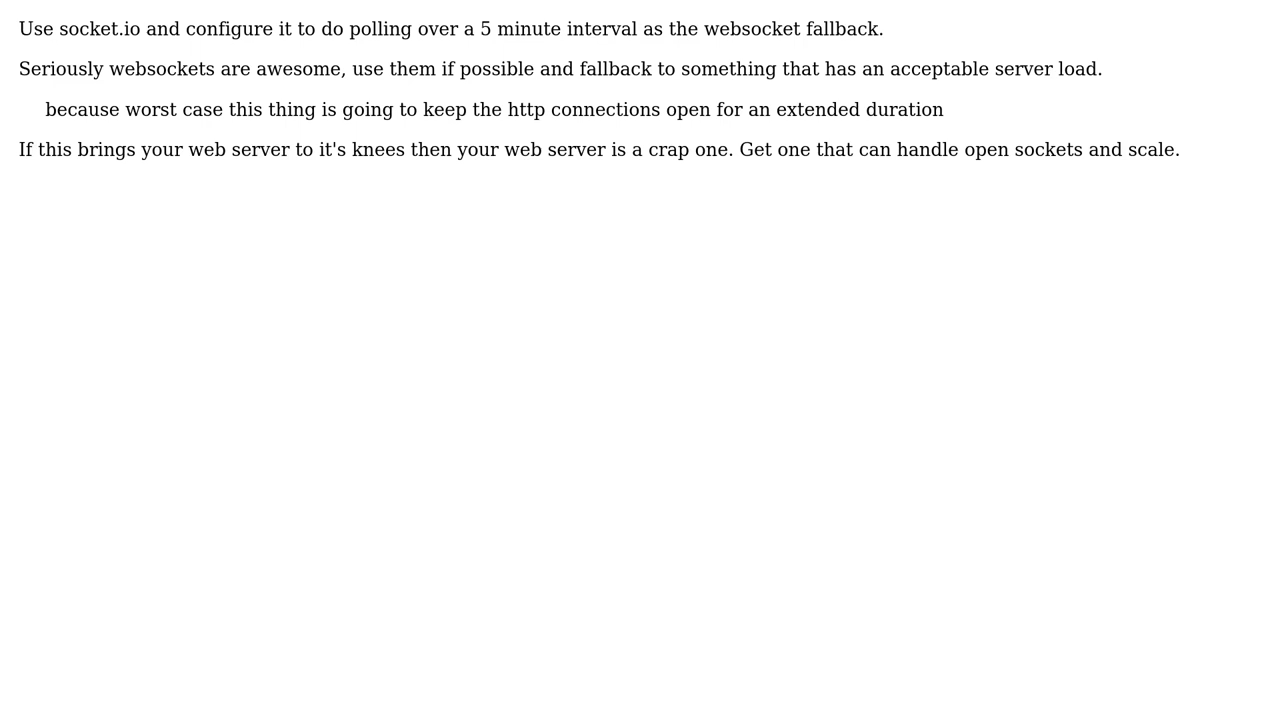 Use socket.io and configure it to do polling over a 5 minute interval as the websocket fallback.
Seriously websockets are awesome, use them if possible and fallback to something that has an acceptable server load.
because worst case this thing is going to keep the http connections open for an extended duration
If this brings your web server to it's knees then your web server is a crap one. Get one that can handle open sockets and scale.